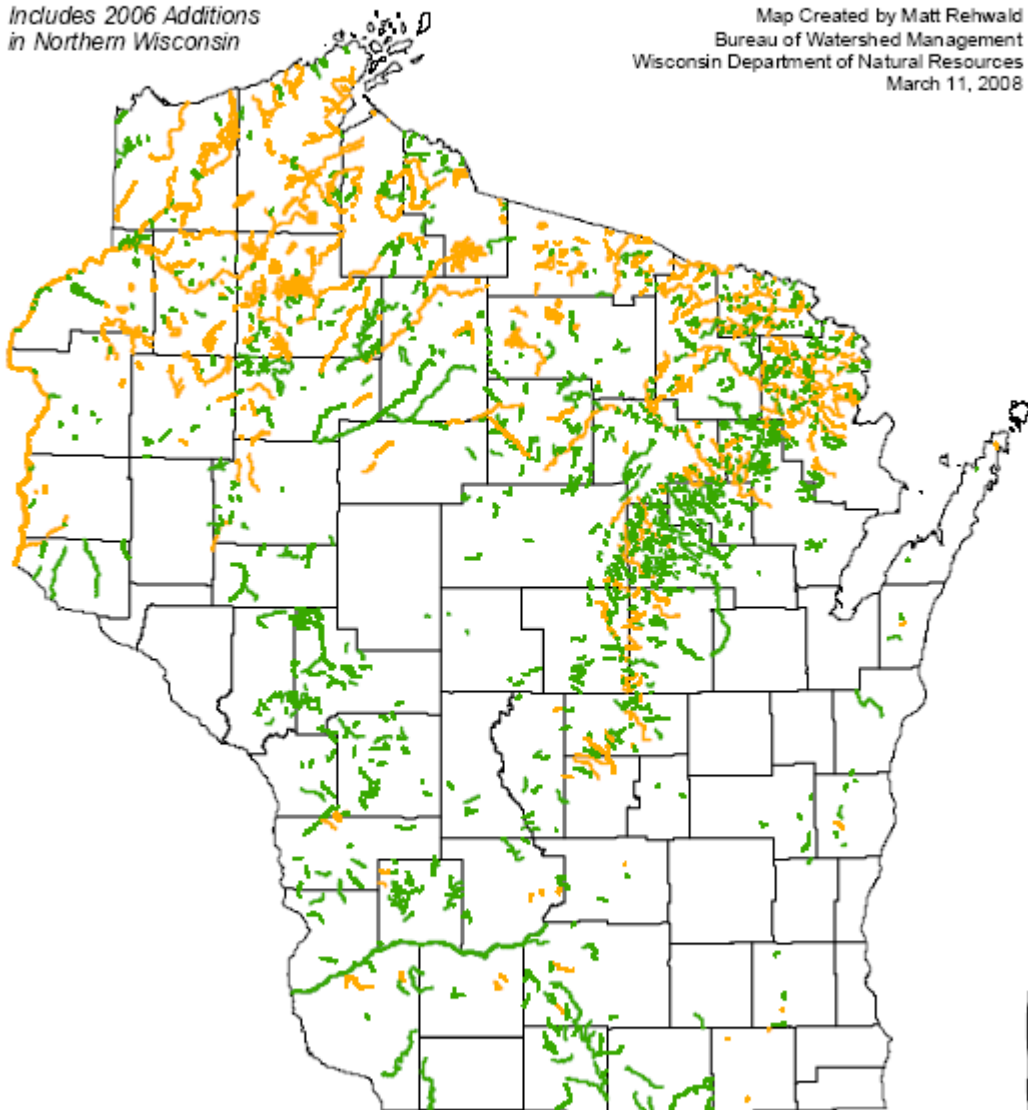 Includes 2006 Additions
in Northern Wisconsin
Map Created by Matt Rehwald
Bureau of Watershed Management
Wisconsin Department of Natural Resources
March 11, 2008